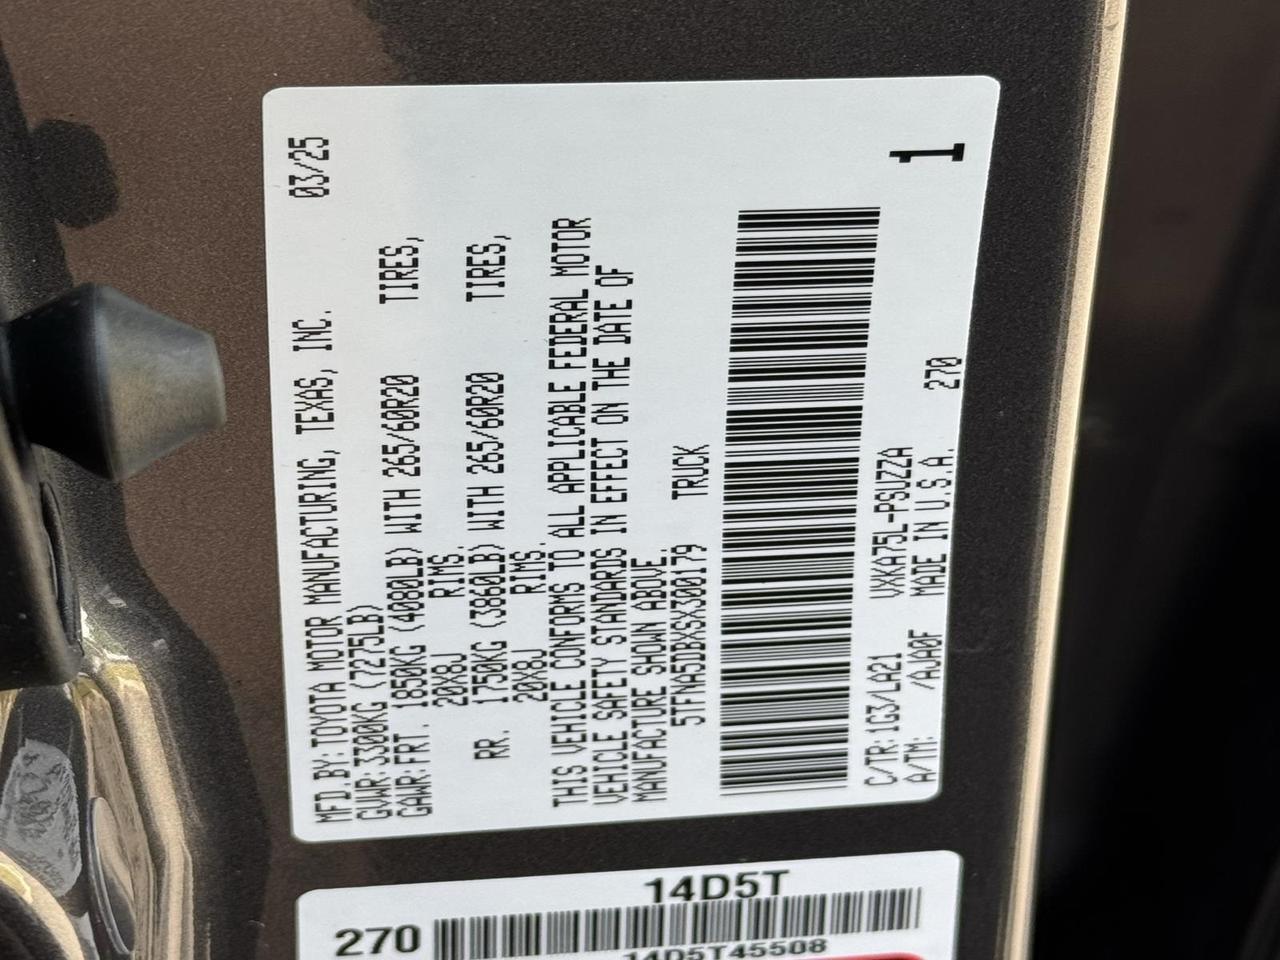 MFD.BY:TOYOTA MOTOR MANUFACTURING, TEXAS, INC. 03/25
GVWR:3300KG (7275LB)
GAWR:FRT. 1850KG (4080LB) WITH 265/60R20 TIRES,
20X8J RIMS.
RR. 1750KG (3860LB) WITH 265/60R20 TIRES,
20X8J RIMS.
THIS VEHICLE CONFORMS TO ALL APPLICABLE FEDERAL MOTOR
VEHICLE SAFETY STANDARDS IN EFFECT ON THE DATE OF
MANUFACTURE SHOWN ABOVE.
5TFNA5DBXSX300179 TRUCK
C/TR:1G3/LA21 VXKA75L-PSUZZA
A/TM: /AJA0F MADE IN U.S.A. 270
1
14D5T
270
14D5T45508